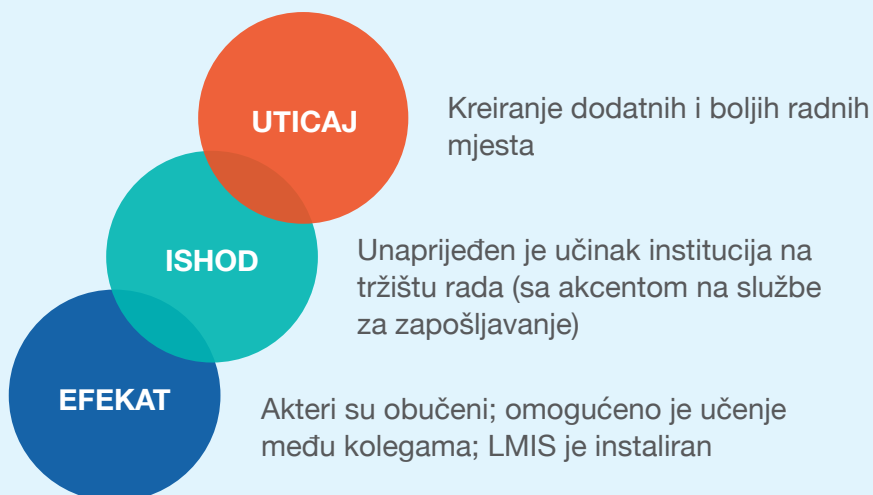 UTICAJ
Kreiranje dodatnih i boljih radnih
mjesta
ISHOD
Unaprijeđen je učinak institucija na
tržištu rada (sa akcentom na službe
za zapošljavanje)
EFEKAT
Akteri su obučeni; omogućeno je učenje
među kolegama; LMIS je instaliran